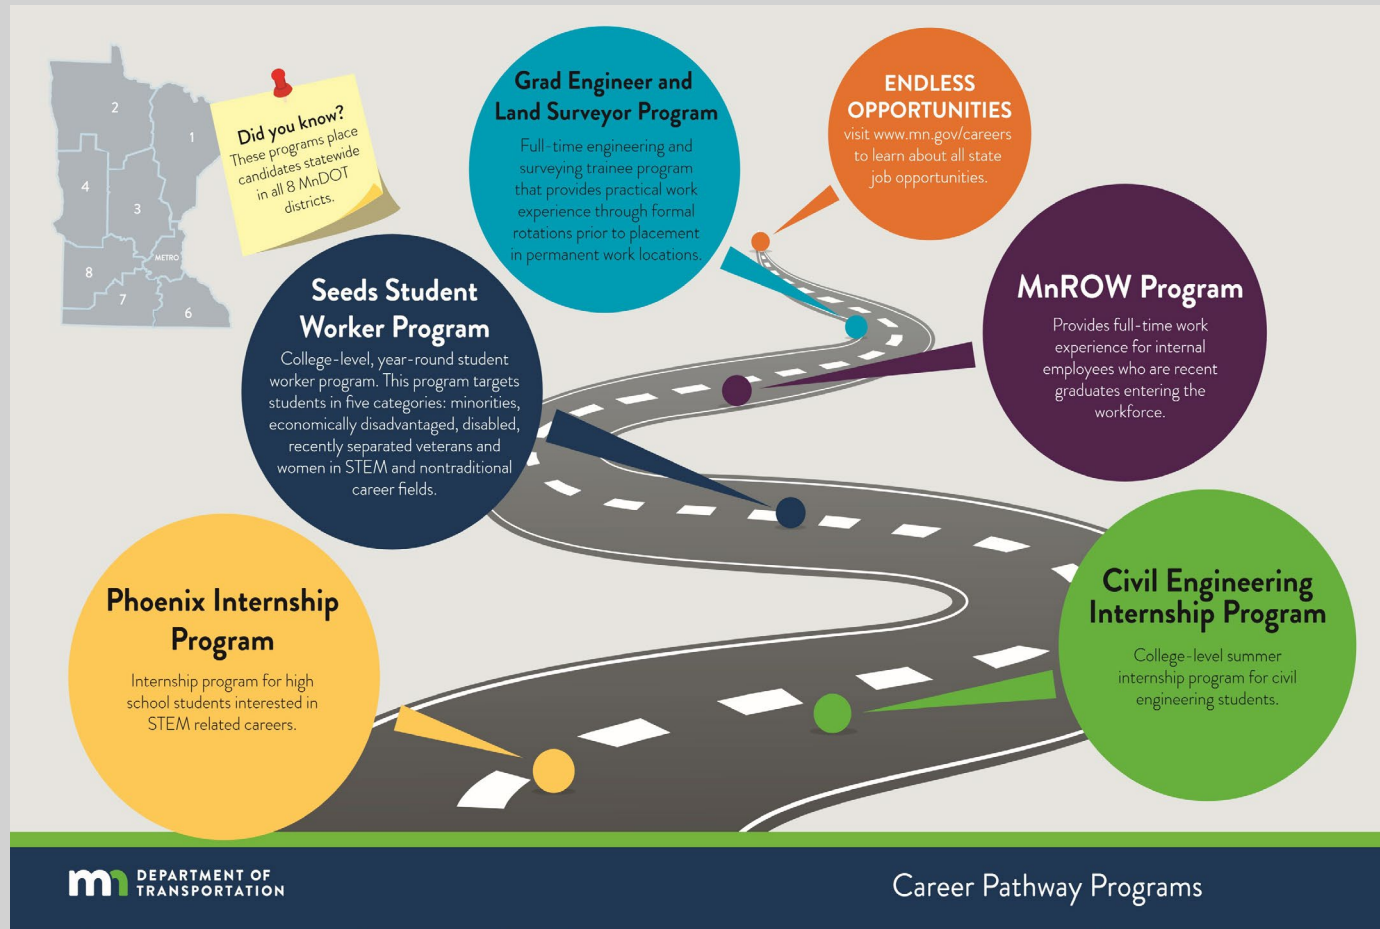 2
1
4
3
METRO
8
7
6
Did you know?
These programs place
candidates statewide
in all 8 MnDOT
districts.
Grad Engineer and
Land Surveyor Program
Full-time engineering and
surveying trainee program
that provides practical work
experience through formal
rotations prior to placement
in permanent work locations.
ENDLESS
OPPORTUNITIES
visit www.mn.gov/careers
to learn about all state
job opportunities.
MnROW Program
Provides full-time work
experience for internal
employees who are recent
graduates entering the
workforce.
Seeds Student
Worker Program
College-level, year-round student
worker program. This program targets
students in five categories: minorities,
economically disadvantaged, disabled,
recently separated veterans and
women in STEM and nontraditional
career fields.
Civil Engineering
Internship Program
College-level summer
internship program for civil
engineering students.
Phoenix Internship
Program
Internship program for high
school students interested in
STEM related careers.
mn DEPARTMENT OF
TRANSPORTATION
Career Pathway Programs